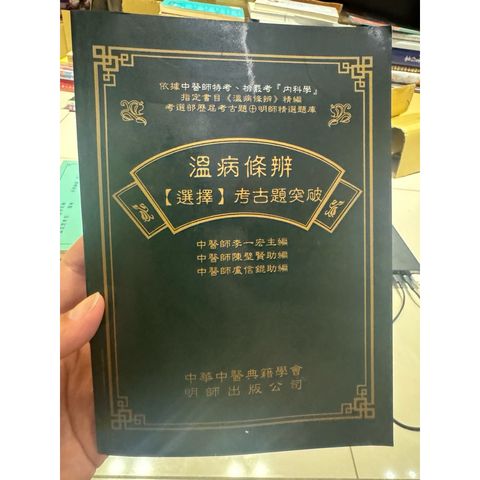 依據中醫師特考、檢覈考『內科學』
指定書目《溫病條辨》精編
考選部歷屆考古題⊕明師精選題庫
溫病條辨
【選擇】考古題突破
中醫師李一宏主編
中醫師陳壁賢助編
中醫師盧信錕助編
中華中醫典籍學會
明師出版公司